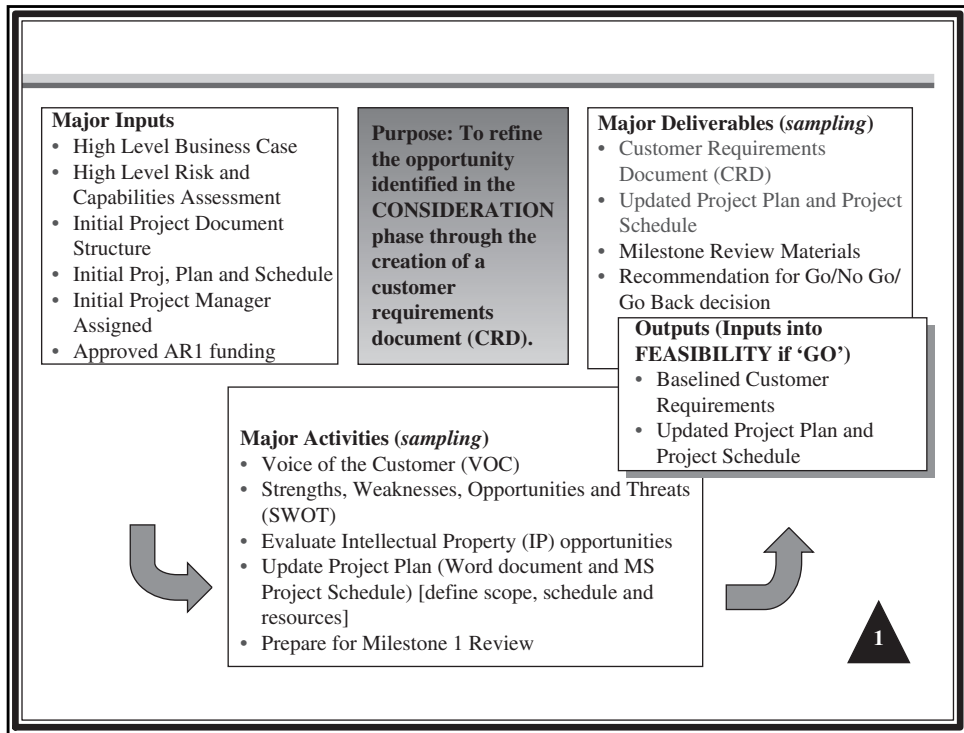 Major Inputs
• High Level Business Case
• High Level Risk and
Capabilities Assessment
• Initial Project Document
Structure
• Initial Proj, Plan and Schedule
• Initial Project Manager
Assigned
• Approved AR1 funding
Purpose: To refine
the opportunity
identified in the
CONSIDERATION
phase through the
creation of a
customer
requirements
document (CRD).
Major Deliverables (sampling)
• Customer Requirements
Document (CRD)
• Updated Project Plan and Project
Schedule
• Milestone Review Materials
• Recommendation for Go/No Go/
Go Back decision
Outputs (Inputs into
FEASIBILITY if ‘GO’)
• Baselined Customer
Requirements
• Updated Project Plan and
Project Schedule
Major Activities (sampling)
• Voice of the Customer (VOC)
• Strengths, Weaknesses, Opportunities and Threats
(SWOT)
• Evaluate Intellectual Property (IP) opportunities
• Update Project Plan (Word document and MS
Project Schedule) [define scope, schedule and
resources]
• Prepare for Milestone 1 Review
1